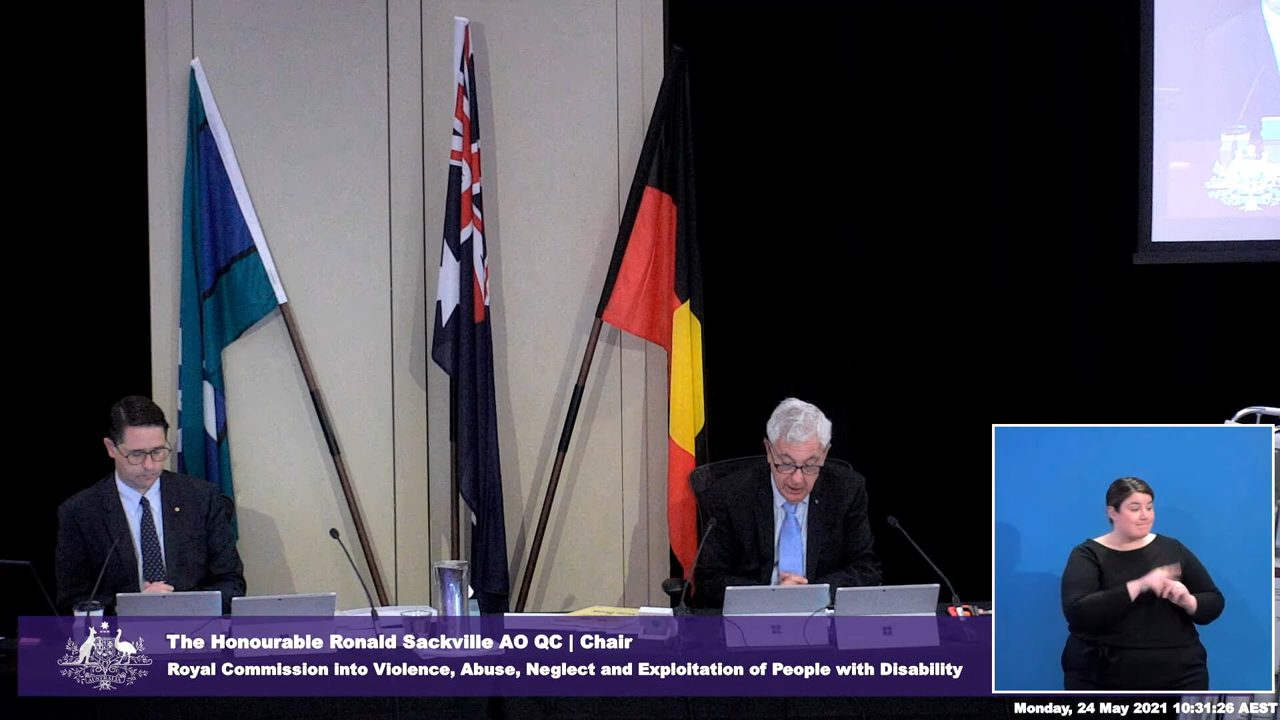 The Honourable Ronald Sackville AO QC | Chair
Royal Commission into Violence, Abuse, Neglect and Exploitation of People with Disability
Monday, 24 May 2021 10:31:26 AEST